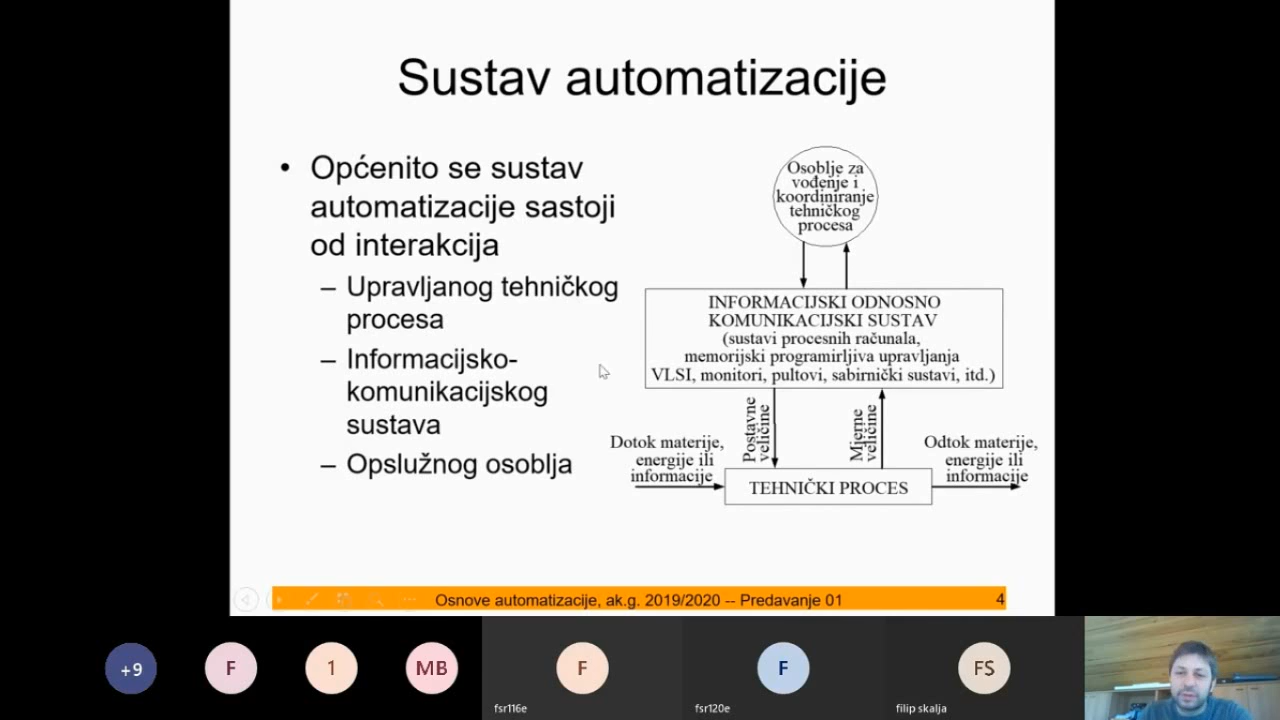 Sustav automatizacije
• Općenito se sustav
automatizacije sastoji
od interakcija
– Upravljanog tehničkog
procesa
– Informacijsko-
komunikacijskog
sustava
– Opslužnog osoblja
Osoblje za
vođenje i
koordiniranje
tehničkog
procesa
INFORMACIJSKI ODNOSNO
KOMUNIKACIJSKI SUSTAV
(sustavi procesnih računala,
memorijski programirljiva upravljanja
VLSI, monitori, pultovi, sabirnički sustavi, itd.)
Postavne
veličine
Mjerne
veličine
Dotok materije,
energije ili
informacije
Odtok materije,
energije ili
informacije
TEHNIČKI PROCES
Osnove automatizacije, ak.g. 2019/2020 -- Predavanje 01
4
+9
F
1
MB
F
F
FS
fsr116e
fsr120e
filip skalja